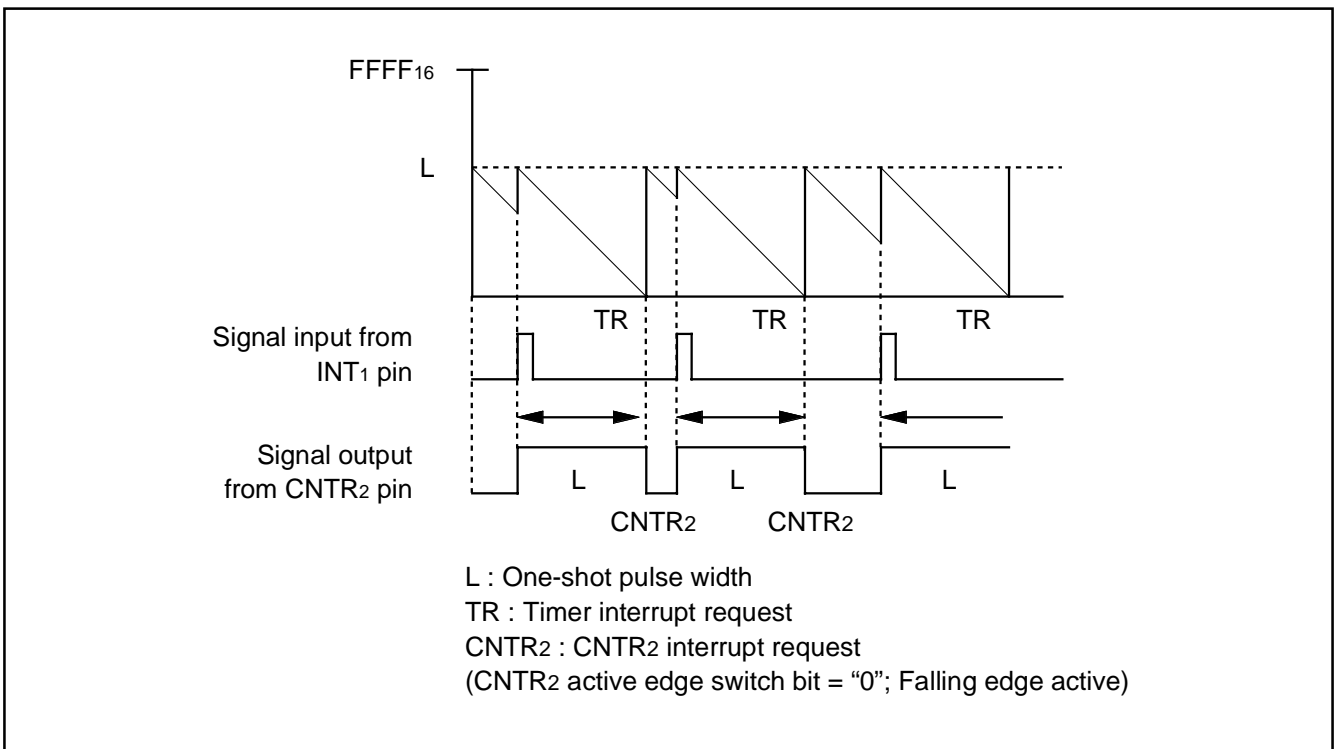 FFFF16
L
TR TR TR
Signal input from
INT1 pin
Signal output
from CNTR2 pin
L L L
CNTR2 CNTR2
L : One-shot pulse width
TR : Timer interrupt request
CNTR2 : CNTR2 interrupt request
(CNTR2 active edge switch bit = “0”; Falling edge active)